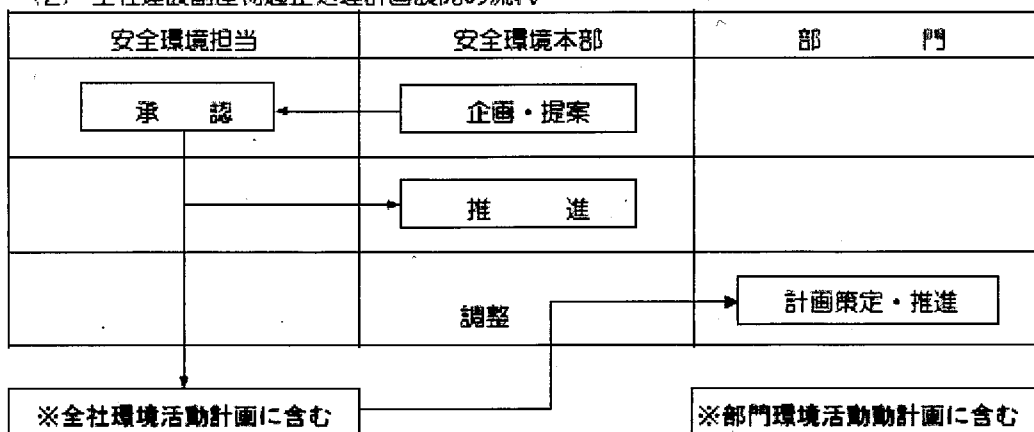 安全環境担当 安全環境本部 部 門
承 認 企画・提案
推 進
計画策定・推進
調整
※全社環境活動計画に含む ※部門環境活動動計画に含む